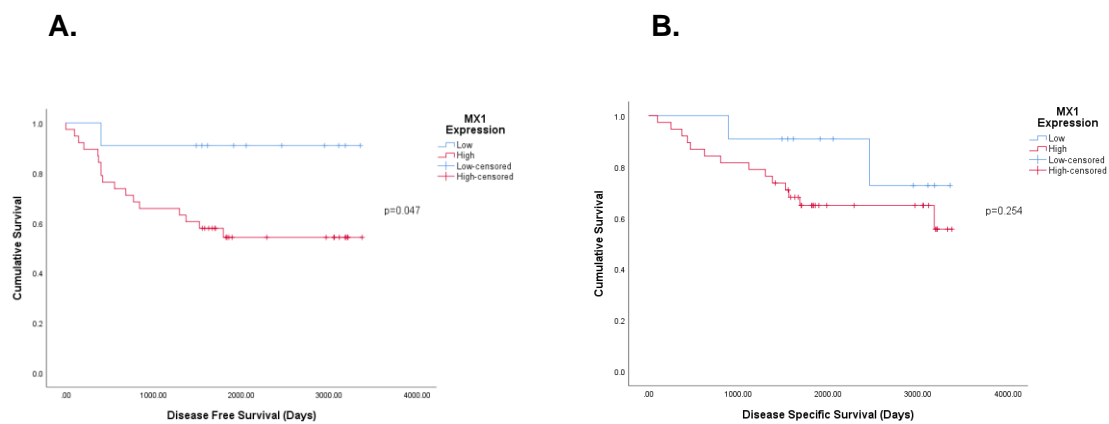 A.
B.
MX1
Expression
Low
High
Low-censored
High-censored
p=0.047
Cumulative Survival
1.0
0.8
0.6
0.4
0.2
0.0
.00 1000.00 2000.00 3000.00 4000.00
Disease Free Survival (Days)
MX1
Expression
Low
High
Low-censored
High-censored
p=0.254
Cumulative Survival
1.0
0.8
0.6
0.4
0.2
0.0
.00 1000.00 2000.00 3000.00 4000.00
Disease Specific Survival (Days)